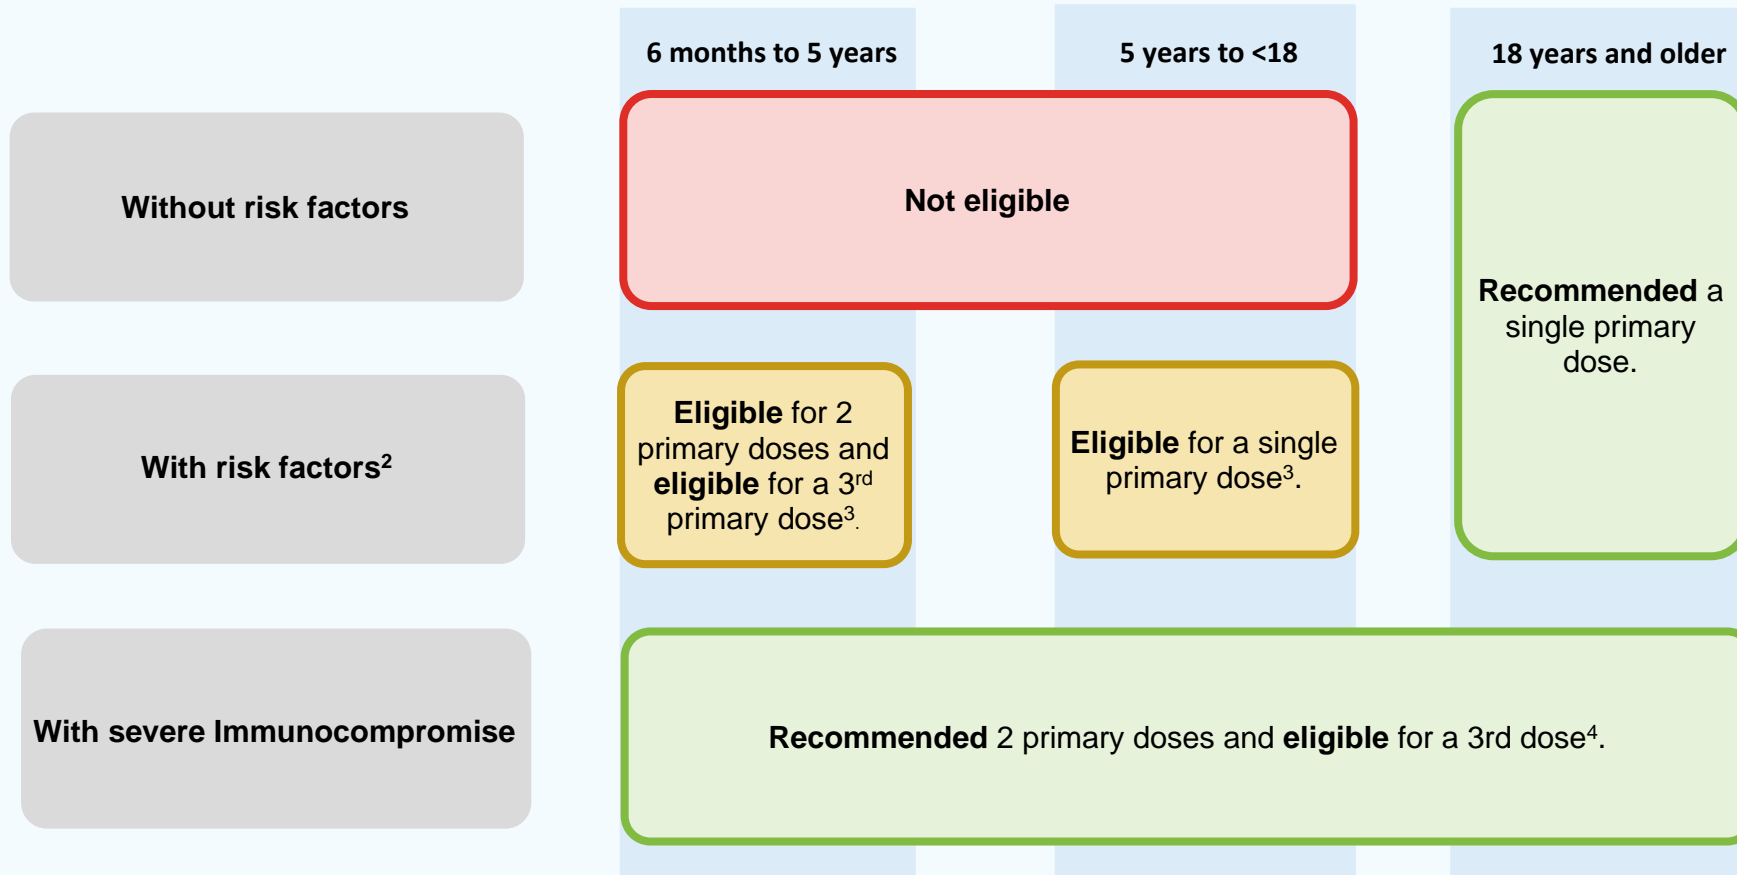 6 months to 5 years
5 years to <18
18 years and older
Without risk factors
Not eligible
Recommended a
single primary
dose.
With risk factors²
Eligible for 2
primary doses and
eligible for a 3ʳᵈ
primary dose³.
Eligible for a single
primary dose³.
With severe Immunocompromise
Recommended 2 primary doses and eligible for a 3rd dose⁴.